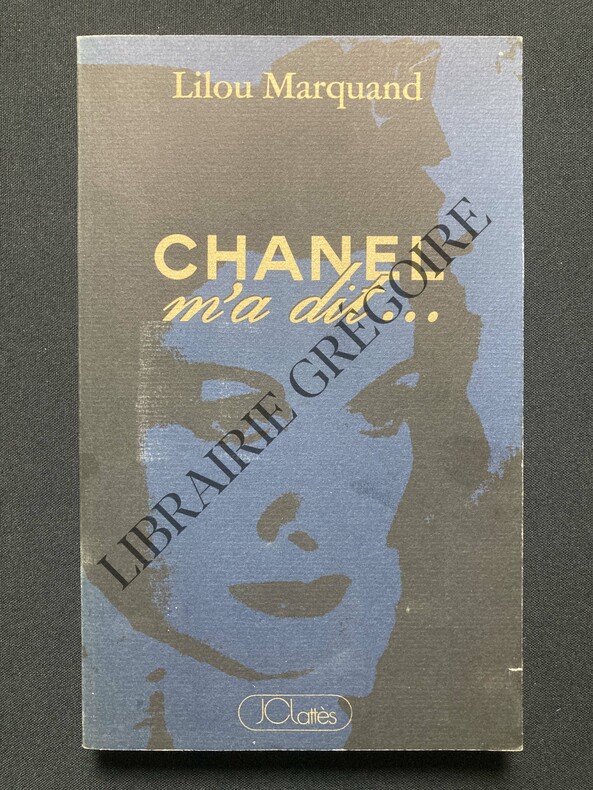 Lilou Marquand
CHANEL
m'a dit...
LIBRAIRIE GRÉGOIRE
JCLattès